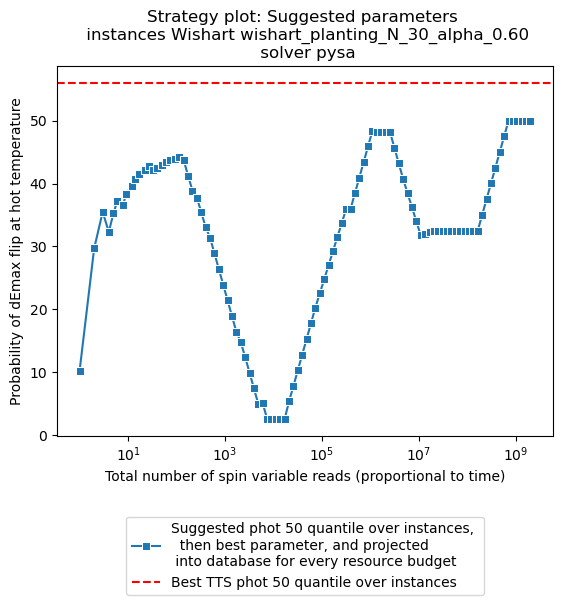 Strategy plot: Suggested parameters
instances Wishart wishart_planting_N_30_alpha_0.60
solver pysa
Probability of dEmax flip at hot temperature
50
40
30
20
10
0
10^1 10^3 10^5 10^7 10^9
Total number of spin variable reads (proportional to time)
Suggested phot 50 quantile over instances,
then best parameter, and projected
into database for every resource budget
Best TTS phot 50 quantile over instances